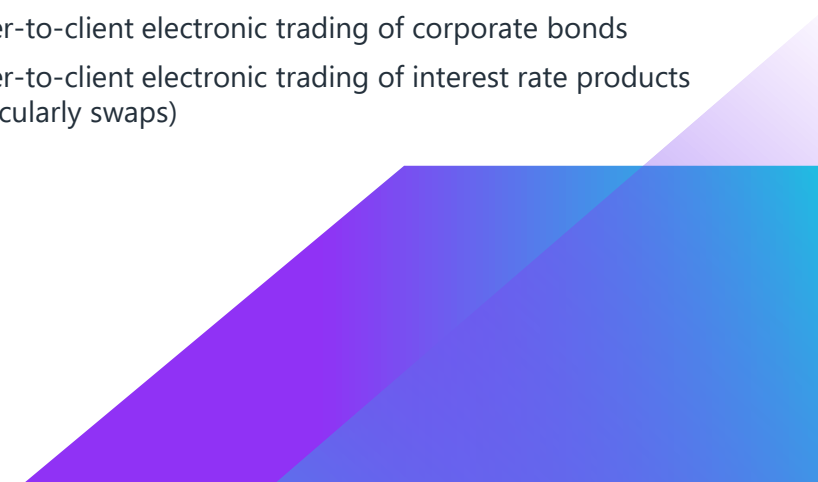 er-to-client electronic trading of corporate bonds
er-to-client electronic trading of interest rate products
cularly swaps)